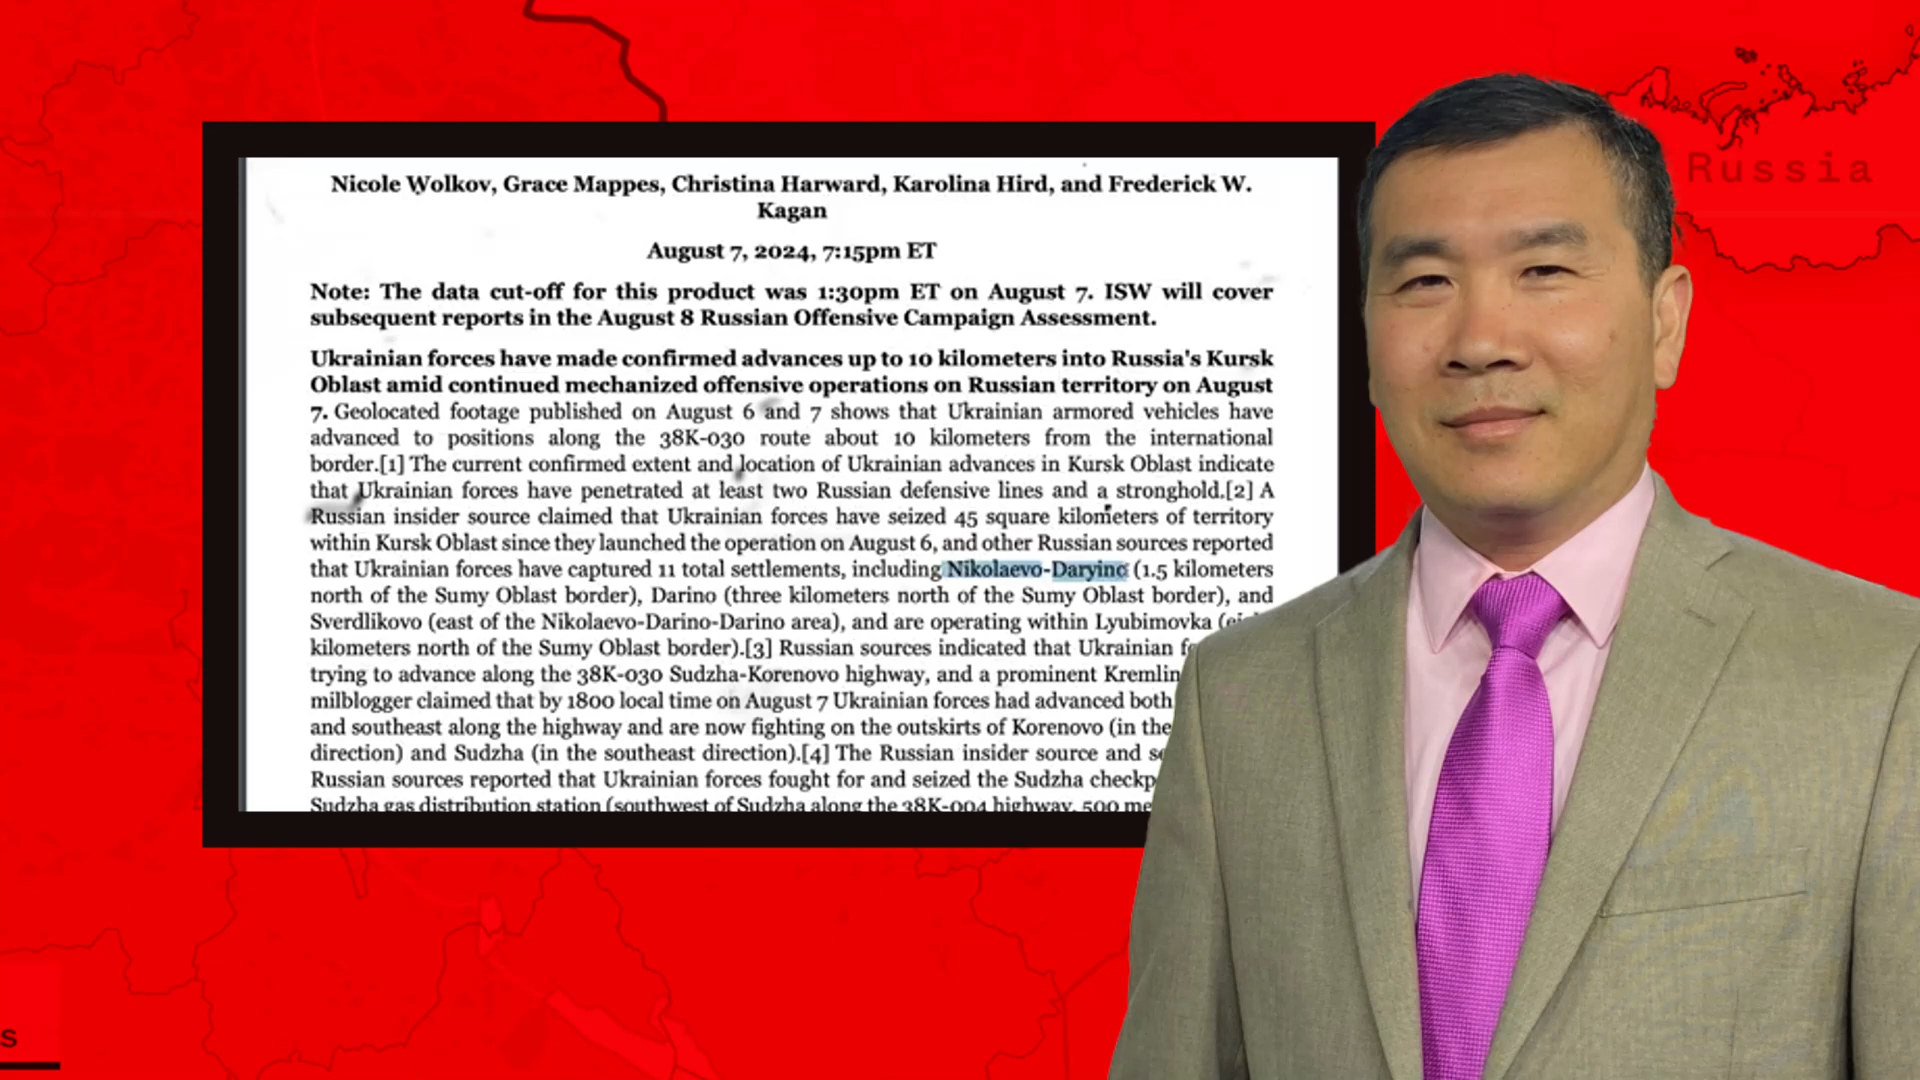 Russia
Nicole Wolkov, Grace Mappes, Christina Harward, Karolina Hird, and Frederick W.
Kagan
August 7, 2024, 7:15pm ET
Note: The data cut-off for this product was 1:30pm ET on August 7. ISW will cover
subsequent reports in the August 8 Russian Offensive Campaign Assessment.
Ukrainian forces have made confirmed advances up to 10 kilometers into Russia's Kursk
Oblast amid continued mechanized offensive operations on Russian territory on August
7. Geolocated footage published on August 6 and 7 shows that Ukrainian armored vehicles have
advanced to positions along the 38K-030 route about 10 kilometers from the international
border.[1] The current confirmed extent and location of Ukrainian advances in Kursk Oblast indicate
that Ukrainian forces have penetrated at least two Russian defensive lines and a stronghold.[2] A
Russian insider source claimed that Ukrainian forces have seized 45 square kilometers of territory
within Kursk Oblast since they launched the operation on August 6, and other Russian sources reported
that Ukrainian forces have captured 11 total settlements, including Nikolaevo-Daryino (1.5 kilometers
north of the Sumy Oblast border), Darino (three kilometers north of the Sumy Oblast border), and
Sverdlikovo (east of the Nikolaevo-Darino-Darino area), and are operating within Lyubimovka
kilometers north of the Sumy Oblast border).[3] Russian sources indicated that Ukrainian
trying to advance along the 38K-030 Sudzha-Korenovo highway, and a prominent Kremlin
milblogger claimed that by 1800 local time on August 7 Ukrainian forces had advanced both
and southeast along the highway and are now fighting on the outskirts of Korenovo (in the
direction) and Sudzha (in the southeast direction).[4] The Russian insider source and
Russian sources reported that Ukrainian forces fought for and seized the Sudzha
Sudzha gas distribution station (southwest of Sudzha along the 38K-004 highway, 500
s